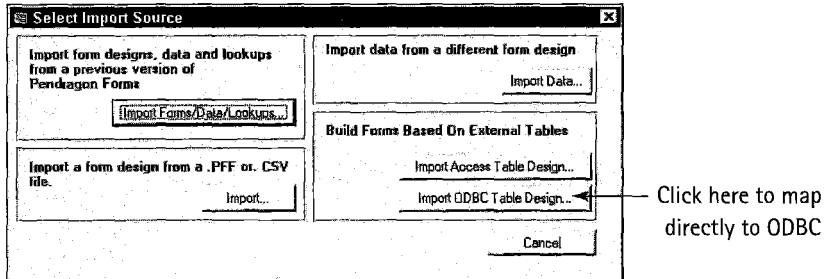 Select Import Source
Import form designs, data and lookups
from a previous version of
Pendragon Forms
Import Forms/Data/Lookups...
Import a form design from a .PFF or. CSV
file.
Import...
Import data from a different form design
Import Data...
Build Forms Based On External Tables
Import Access Table Design...
Import ODBC Table Design...
Cancel
Click here to map
directly to ODBC